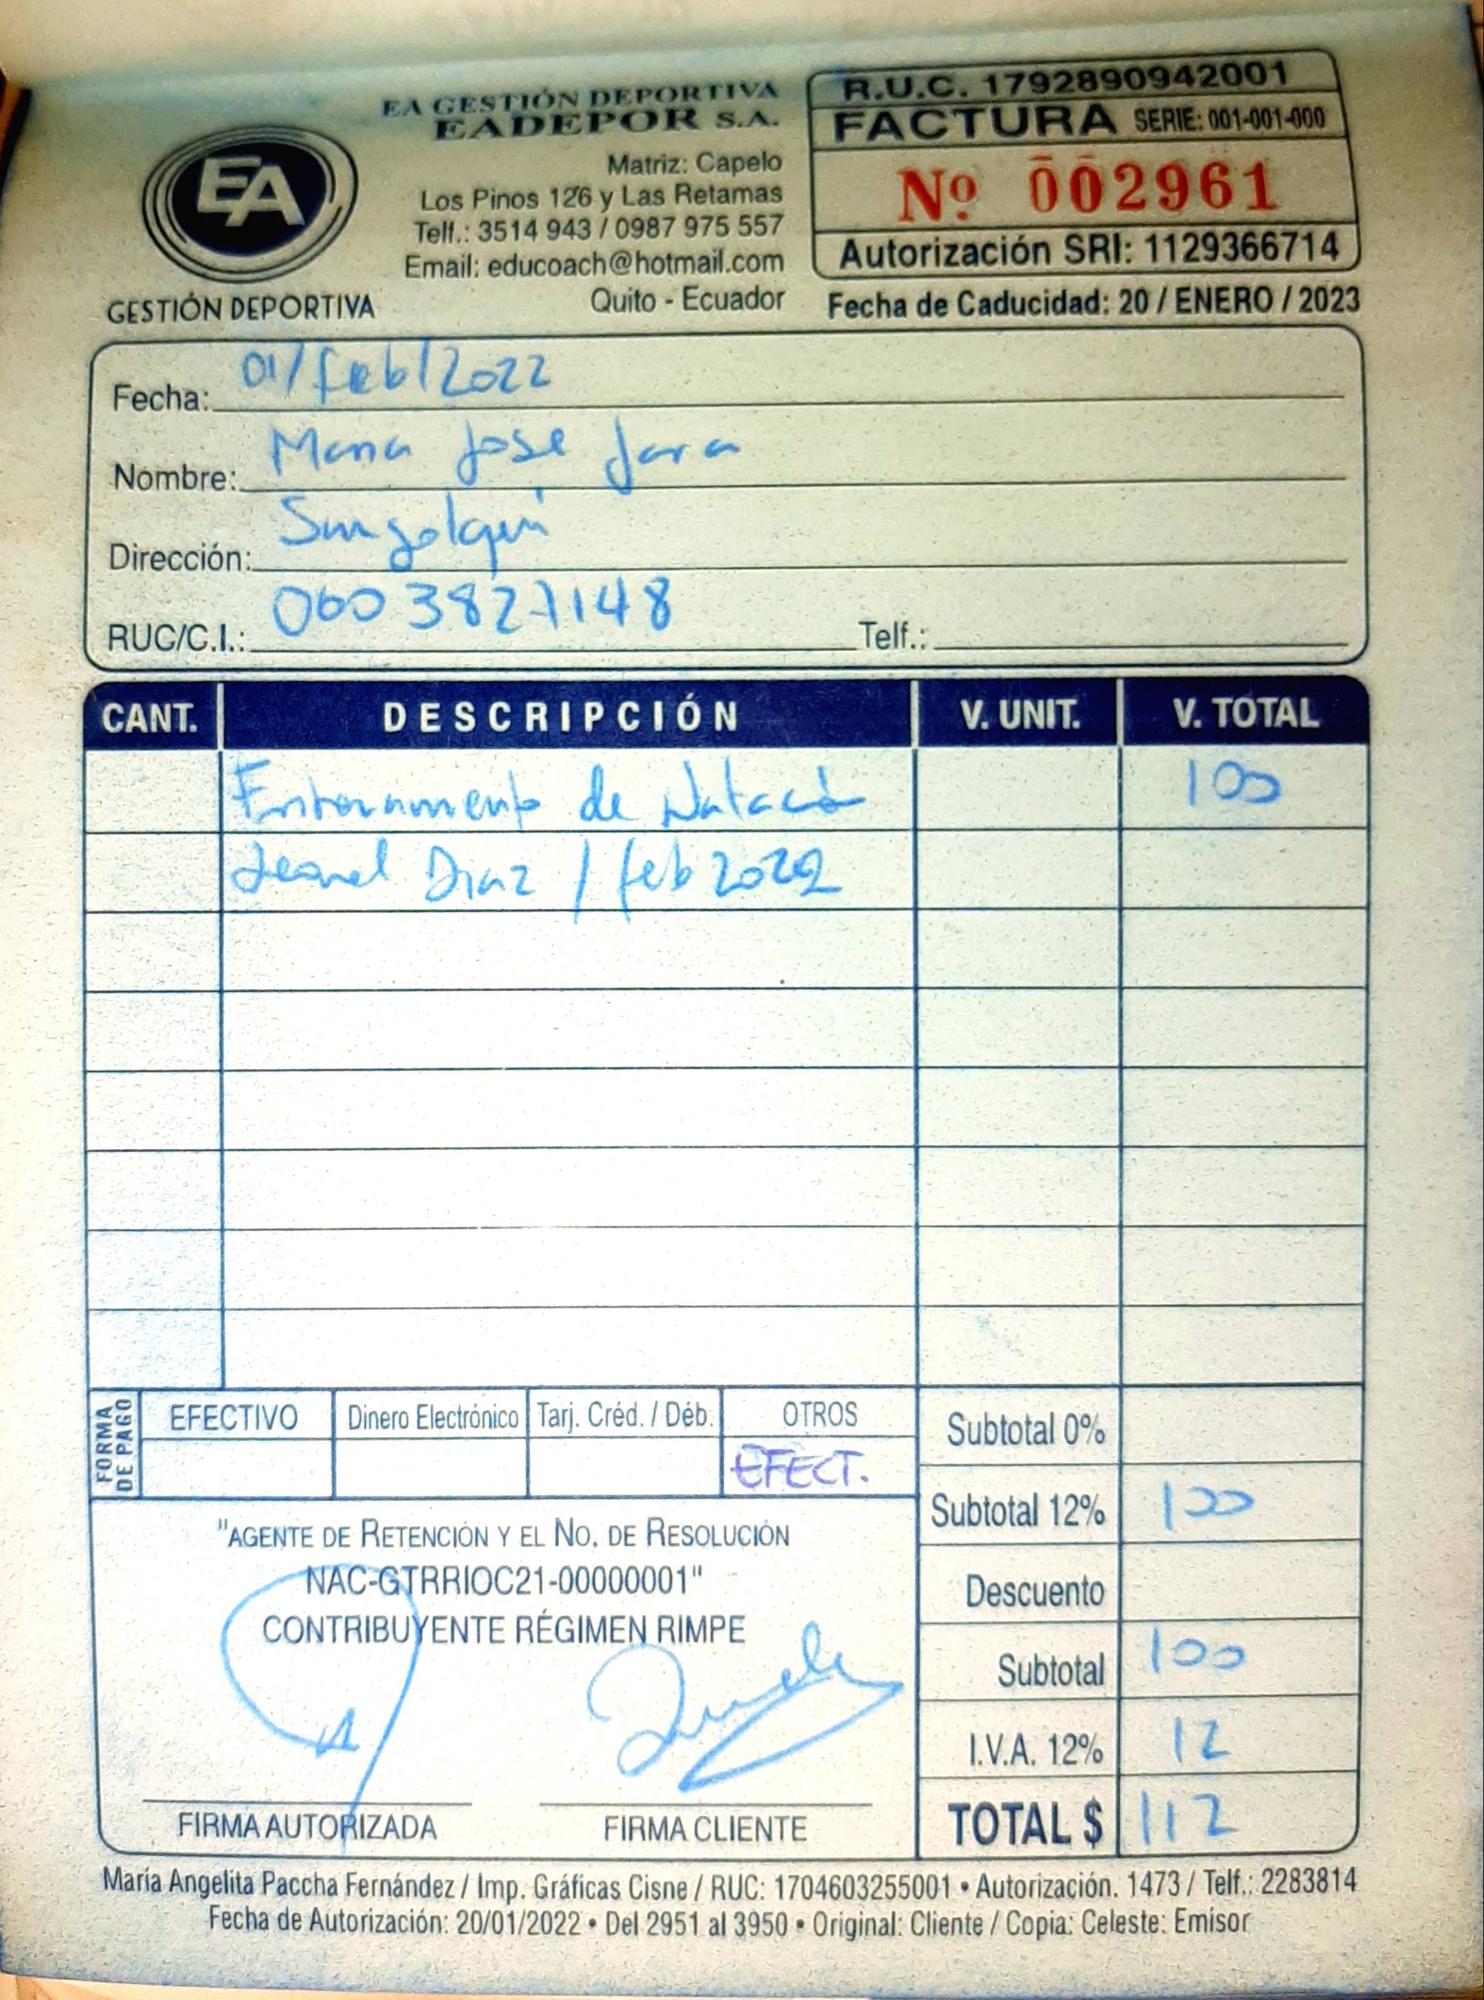 EA GESTIÓN DEPORTIVA
EADEPOR S.A.
EA
GESTIÓN DEPORTIVA
Matriz: Capelo
Los Pinos 126 y Las Retamas
Telf.: 3514 943 / 0987 975 557
Email: educoach@hotmail.com
Quito - Ecuador
R.U.C. 1792890942001
FACTURA SERIE: 001-001-000
Nº 002961
Autorización SRI: 1129366714
Fecha de Caducidad: 20 / ENERO / 2023
Fecha: 01/feb/2022
Nombre: Maria Jose Jara
Dirección: Sangolquí
RUC/C.I.: 0603827148 Telf.:
CANT. DESCRIPCIÓN V. UNIT. V. TOTAL
Entrenamiento de Natación 100
Diaz / feb 2022
FORMA DE PAGO
EFECTIVO Dinero Electrónico Tarj. Créd. / Déb. OTROS
EFECT.
Subtotal 0%
Subtotal 12% 100
Descuento
Subtotal 100
I.V.A. 12% 12
TOTAL $ 112
"AGENTE DE RETENCIÓN Y EL NO. DE RESOLUCIÓN
NAC-GTRRIOC21-00000001"
CONTRIBUYENTE RÉGIMEN RIMPE
FIRMA AUTORIZADA FIRMA CLIENTE
María Angelita Paccha Fernández / Imp. Gráficas Cisne / RUC: 1704603255001 • Autorización. 1473 / Telf.: 2283814
Fecha de Autorización: 20/01/2022 • Del 2951 al 3950 • Original: Cliente / Copia: Celeste: Emisor